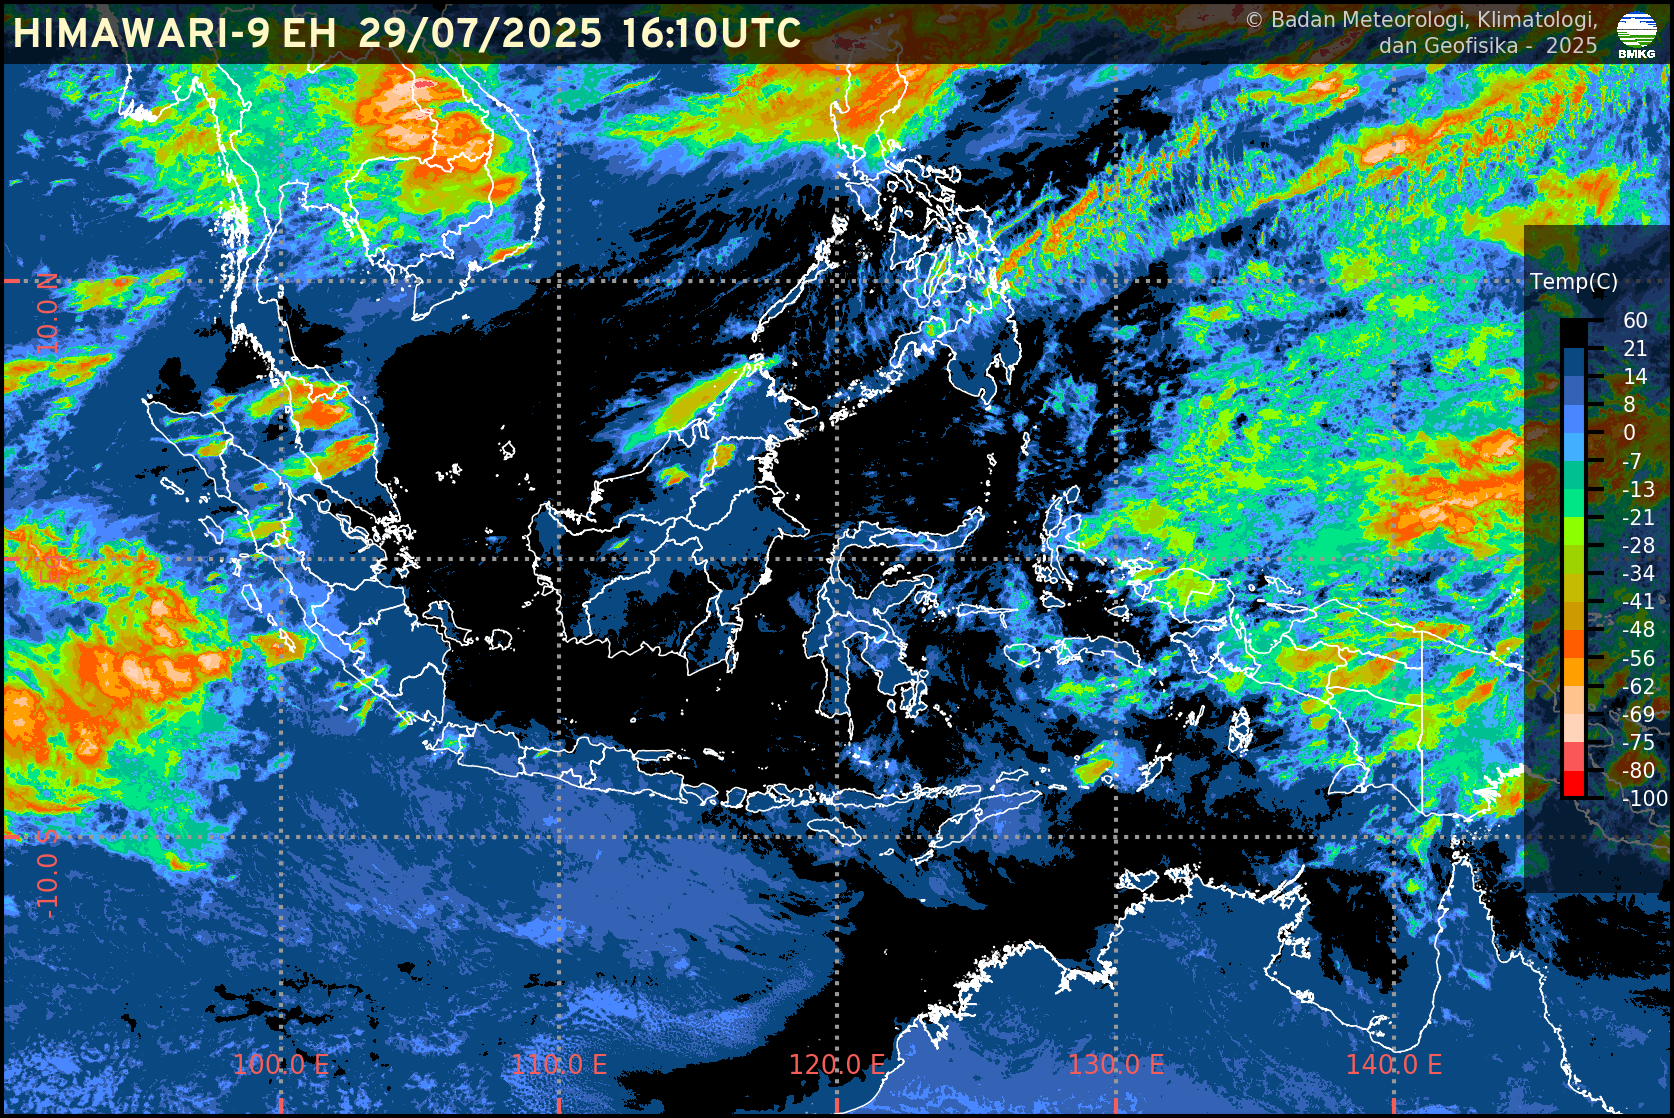 HIMAWARI-9 EH 29/07/2025 16:10UTC
© Badan Meteorologi, Klimatologi,
dan Geofisika - 2025
BMKG
Temp(C)
60
21
14
8
0
-7
-13
-21
-28
-34
-41
-48
-56
-62
-69
-75
-80
-100
10.0 N
-10.0 S
100.0 E
110.0 E
120.0 E
130.0 E
140.0 E